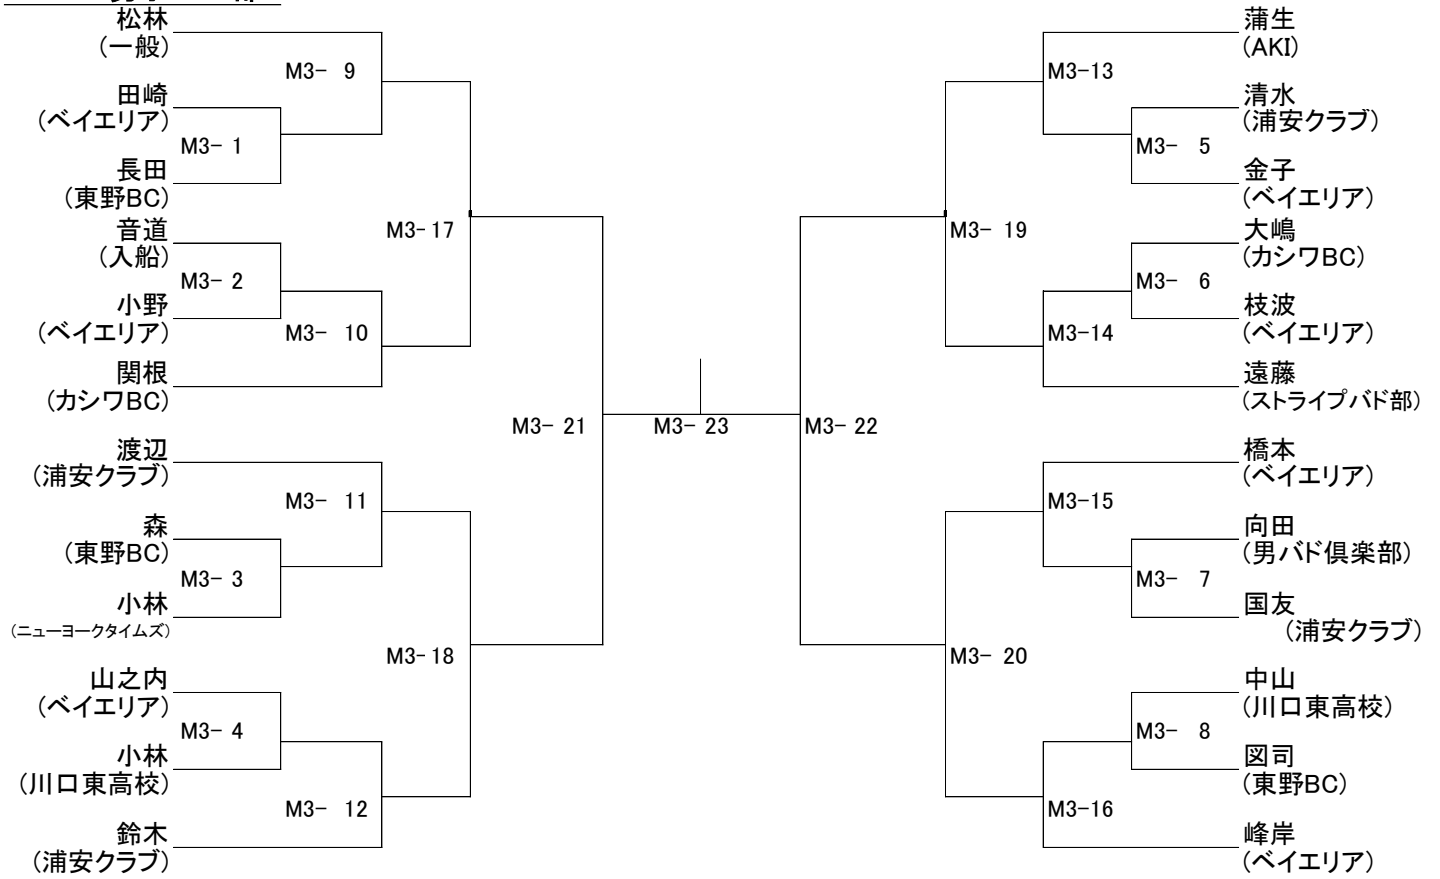 松林
(一般)
M3- 9
田崎
(ベイエリア)
M3- 1
長田
(東野BC)
M3-17
音道
(入船)
M3- 2
小野
(ベイエリア)
M3- 10
関根
(カシワBC)
M3- 21
渡辺
(浦安クラブ)
M3- 11
森
(東野BC)
M3- 3
小林
(ニューヨークタイムズ)
M3-18
山之内
(ベイエリア)
M3- 4
小林
(川口東高校)
M3- 12
鈴木
(浦安クラブ)
M3- 23
蒲生
(AKI)
M3-13
清水
(浦安クラブ)
M3- 5
金子
(ベイエリア)
M3- 19
大嶋
(カシワBC)
M3- 6
枝波
(ベイエリア)
M3-14
遠藤
(ストライプバド部)
M3- 22
橋本
(ベイエリア)
M3-15
向田
(男バド倶楽部)
M3- 7
国友
(浦安クラブ)
M3- 20
中山
(川口東高校)
M3- 8
図司
(東野BC)
M3-16
峰岸
(ベイエリア)